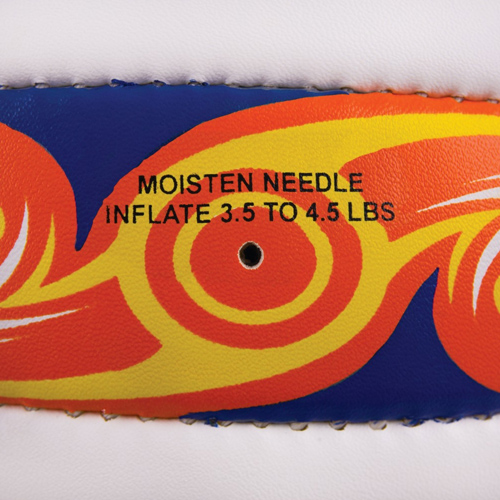 MOISTEN NEEDLE
INFLATE 3.5 TO 4.5 LBS